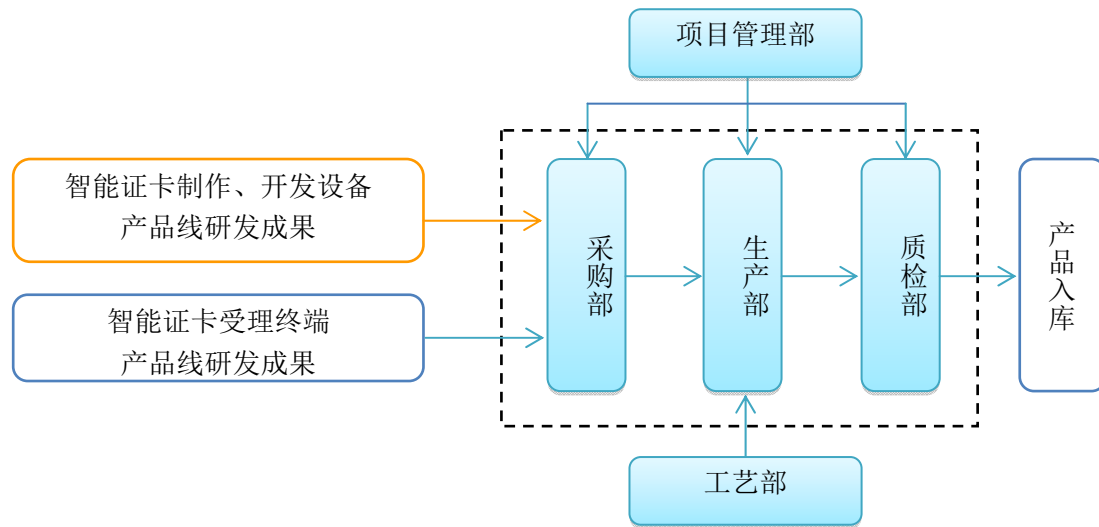 项目管理部
智能证卡制作、开发设备
产品线研发成果
智能证卡受理终端
产品线研发成果
采购部
生产部
质检部
产品入库
工艺部